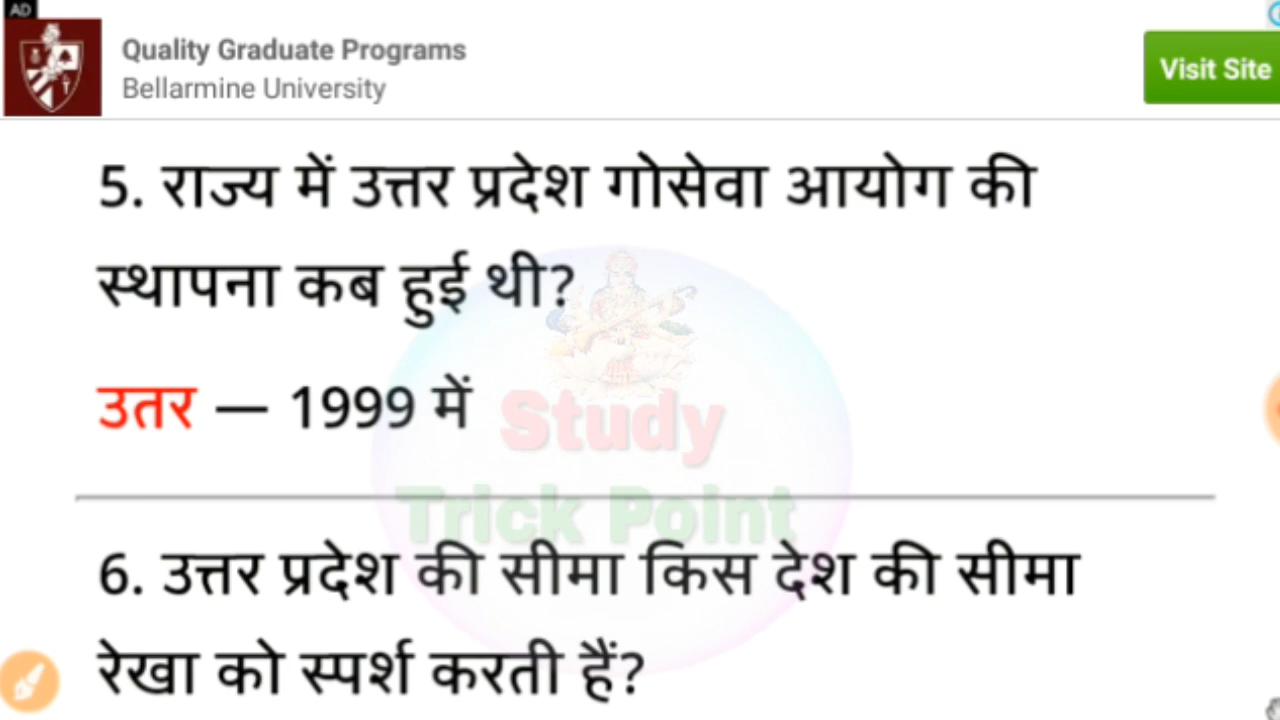 AD
Quality Graduate Programs
Bellarmine University
Visit Site
5. राज्य में उत्तर प्रदेश गोसेवा आयोग की
स्थापना कब हुई थी?
उतर — 1999 में
Study
Trick Point
6. उत्तर प्रदेश की सीमा किस देश की सीमा
रेखा को स्पर्श करती हैं?